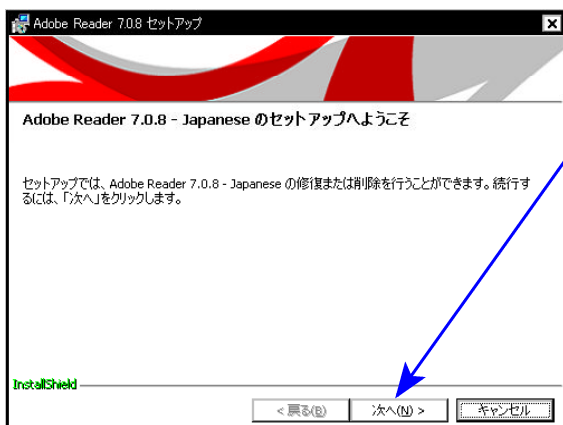 Adobe Reader 7.0.8 セットアップ
Adobe Reader 7.0.8 - Japanese のセットアップへようこそ
セットアップでは、Adobe Reader 7.0.8 - Japanese の修復または削除を行うことができます。続行す
るには、「次へ」をクリックします。
InstallShield
< 戻る(B)
次へ(N) >
キャンセル